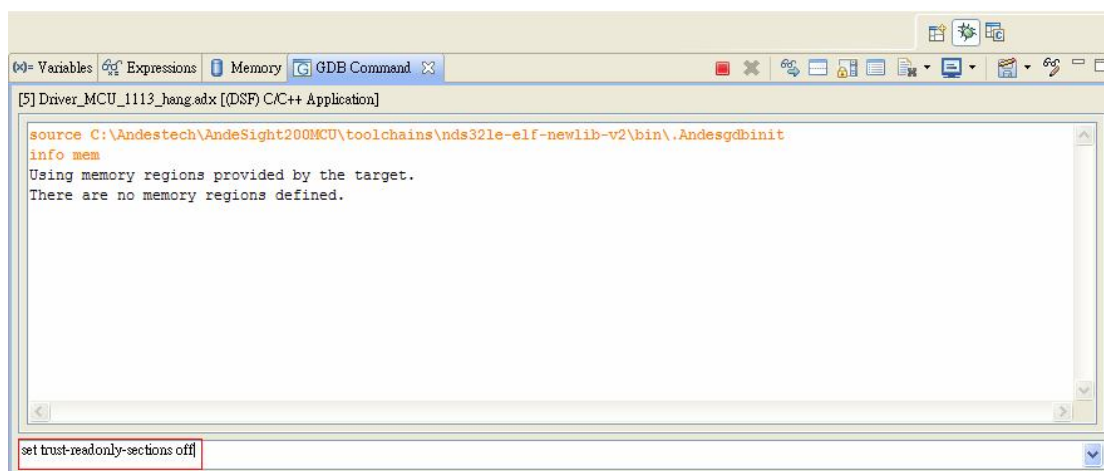 (x)= Variables Expressions Memory GDB Command
[5] Driver_MCU_1113_hang.adx [(DSF) C/C++ Application]
source C:\Andestech\AndeSight200MCU\toolchains\nds32le-elf-newlib-v2\bin\.Andesgdbinit
info mem
Using memory regions provided by the target.
There are no memory regions defined.
set trust-readonly-sections off